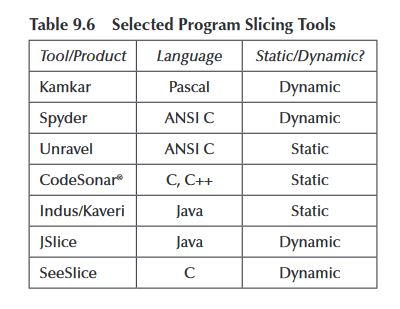 Table 9.6 Selected Program Slicing Tools
Tool/Product Language Static/Dynamic?
Kamkar Pascal Dynamic
Spyder ANSI C Dynamic
Unravel ANSI C Static
CodeSonar® C, C++ Static
Indus/Kaveri Java Static
JSlice Java Dynamic
SeeSlice C Dynamic